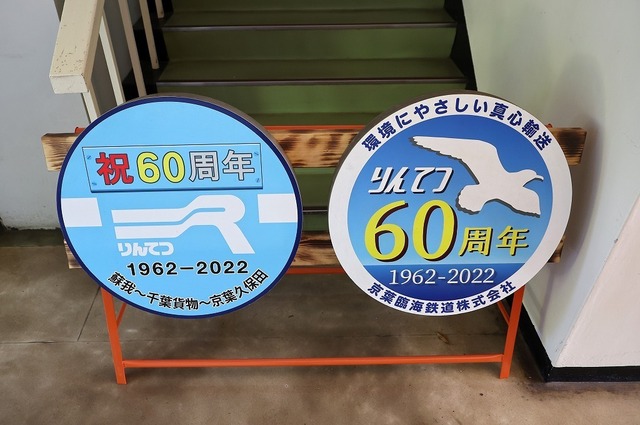 祝60周年
りんてつ
1962-2022
蘇我～千葉貨物～京葉久保田
環境にやさしい真心輸送
りんてつ
60周年
1962-2022
京葉臨海鉄道株式会社